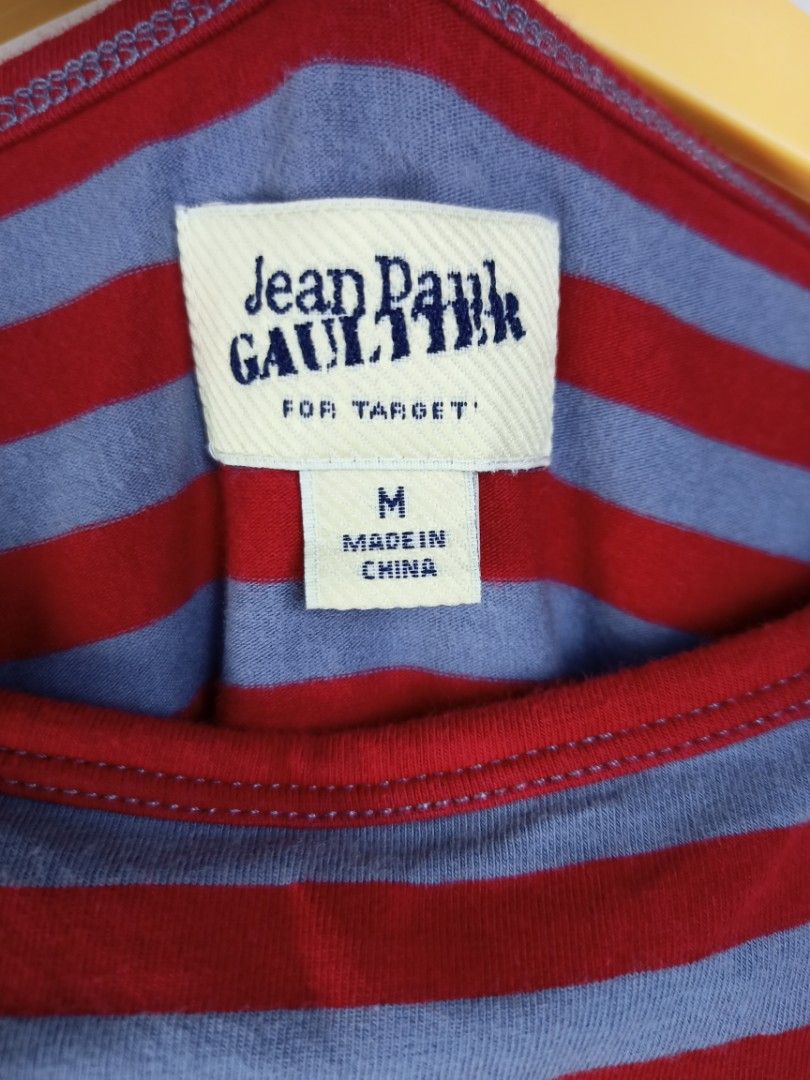 Jean Paul
GAULTIER
FOR TARGET
M
MADE IN
CHINA